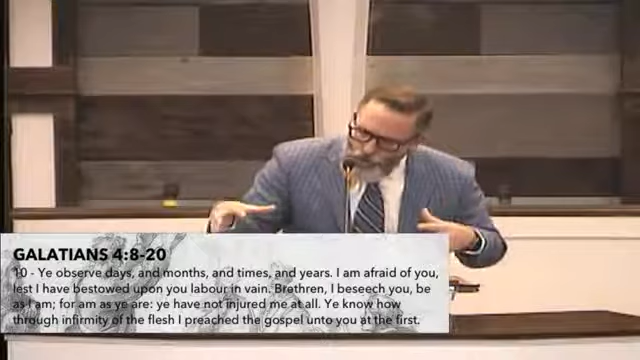 GALATIANS 4:8-20
10 - Ye observe days, and months, and times, and years. I am afraid of you,
lest I have bestowed upon you labour in vain. Brethren, I beseech you, be
as I am; for am as ye are: ye have not injured me at all. Ye know how
through infirmity of the flesh I preached the gospel unto you at the first.